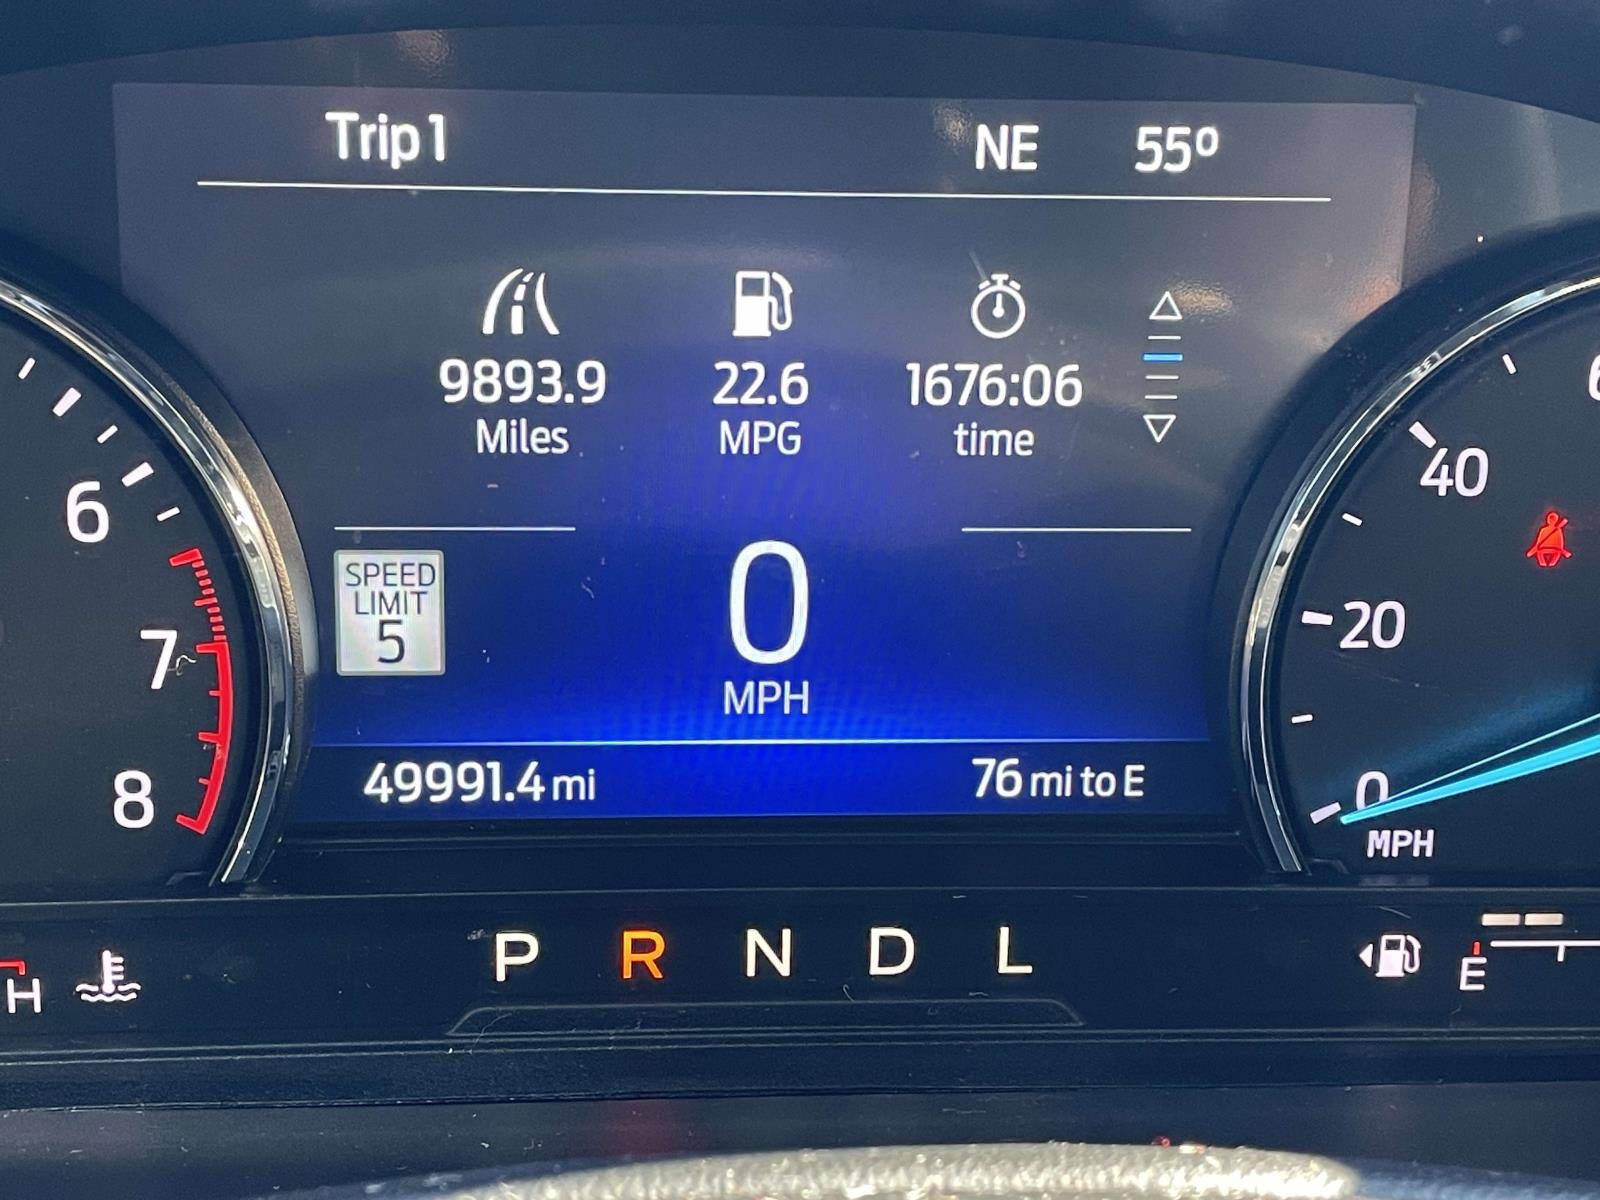 Trip 1 NE 55º
9893.9 22.6 1676:06
Miles MPG time
SPEED
LIMIT
5
0
MPH
49991.4 mi 76 mi to E
6
7
8
40
20
0
MPH
H
P R N D L
E